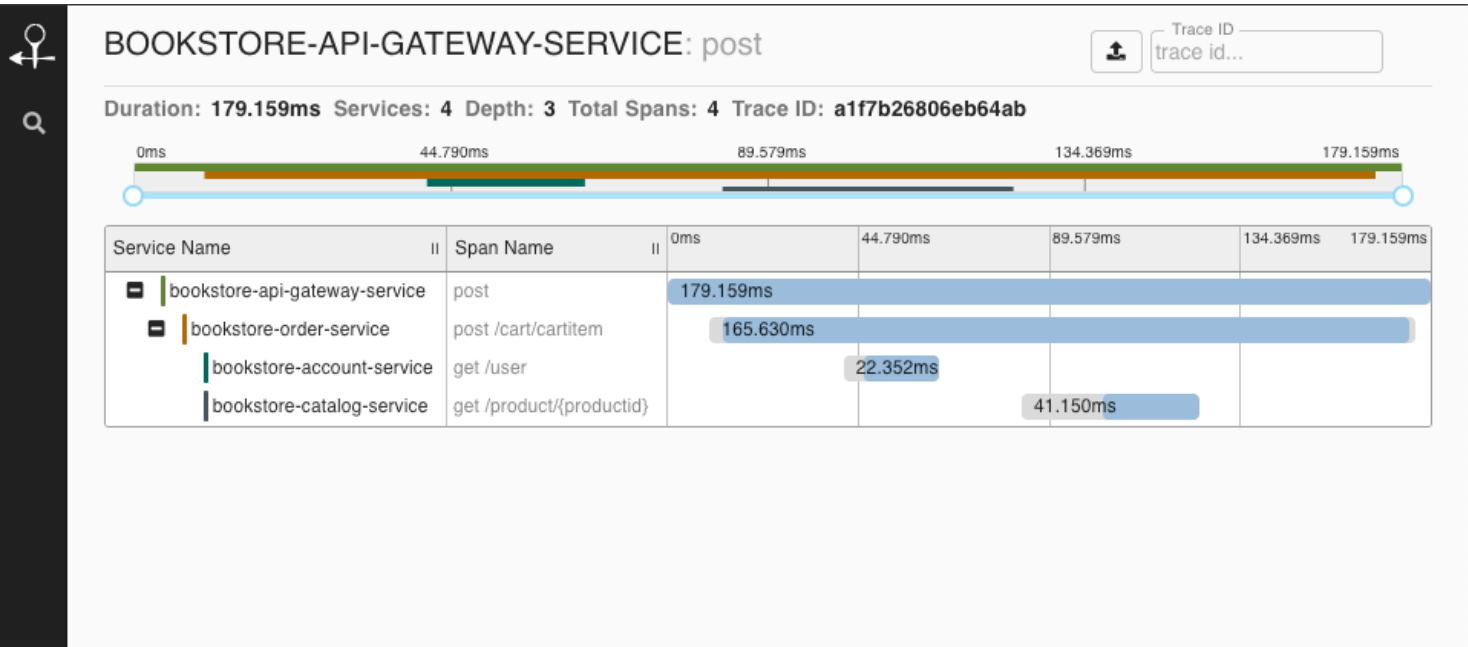 BOOKSTORE-API-GATEWAY-SERVICE: post
Trace ID
trace id...
Duration: 179.159ms Services: 4 Depth: 3 Total Spans: 4 Trace ID: a1f7b26806eb64ab
0ms 44.790ms 89.579ms 134.369ms 179.159ms
Service Name Span Name 0ms 44.790ms 89.579ms 134.369ms 179.159ms
bookstore-api-gateway-service post 179.159ms
bookstore-order-service post /cart/cartitem 165.630ms
bookstore-account-service get /user 22.352ms
bookstore-catalog-service get /product/{productid} 41.150ms